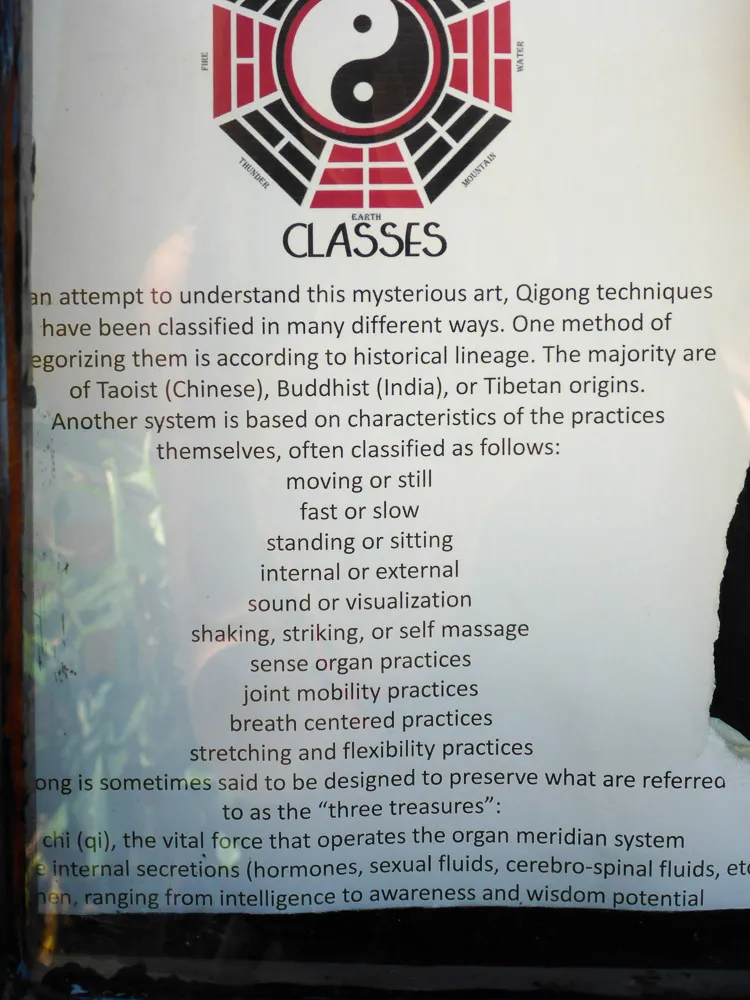 FIRE
WATER
THUNDER
MOUNTAIN
EARTH
CLASSES
an attempt to understand this mysterious art, Qigong techniques
have been classified in many different ways. One method of
egorizing them is according to historical lineage. The majority are
of Taoist (Chinese), Buddhist (India), or Tibetan origins.
Another system is based on characteristics of the practices
themselves, often classified as follows:
moving or still
fast or slow
standing or sitting
internal or external
sound or visualization
shaking, striking, or self massage
sense organ practices
joint mobility practices
breath centered practices
stretching and flexibility practices
ong is sometimes said to be designed to preserve what are referred
to as the “three treasures”:
chi (qi), the vital force that operates the organ meridian system
e internal secretions (hormones, sexual fluids, cerebro-spinal fluids, etc
hen, ranging from intelligence to awareness and wisdom potential